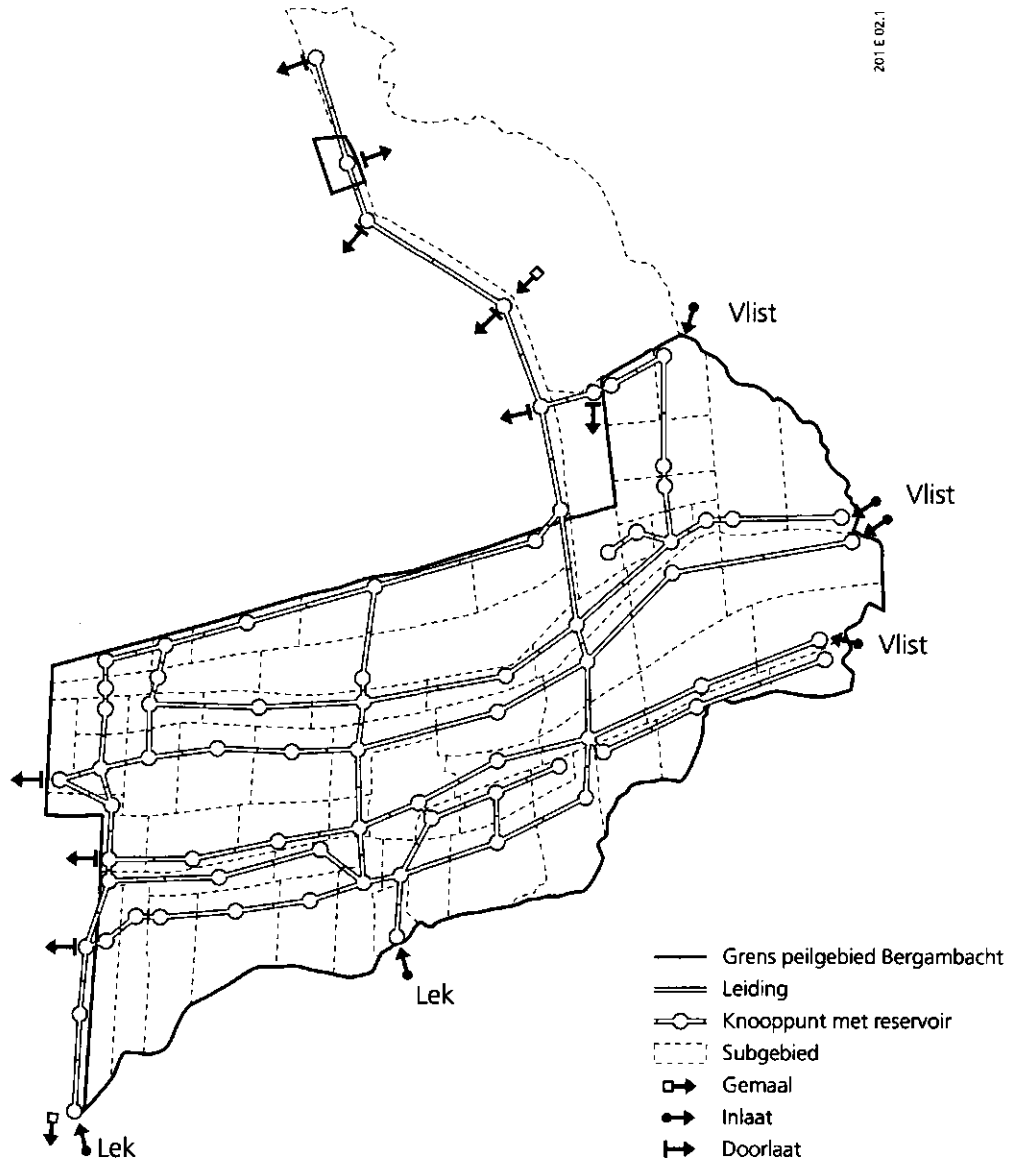 201 E 02.1
Vlist
Vlist
Vlist
Lek
Lek
Grens peilgebied Bergambacht
Leiding
Knooppunt met reservoir
Subgebied
Gemaal
Inlaat
Doorlaat